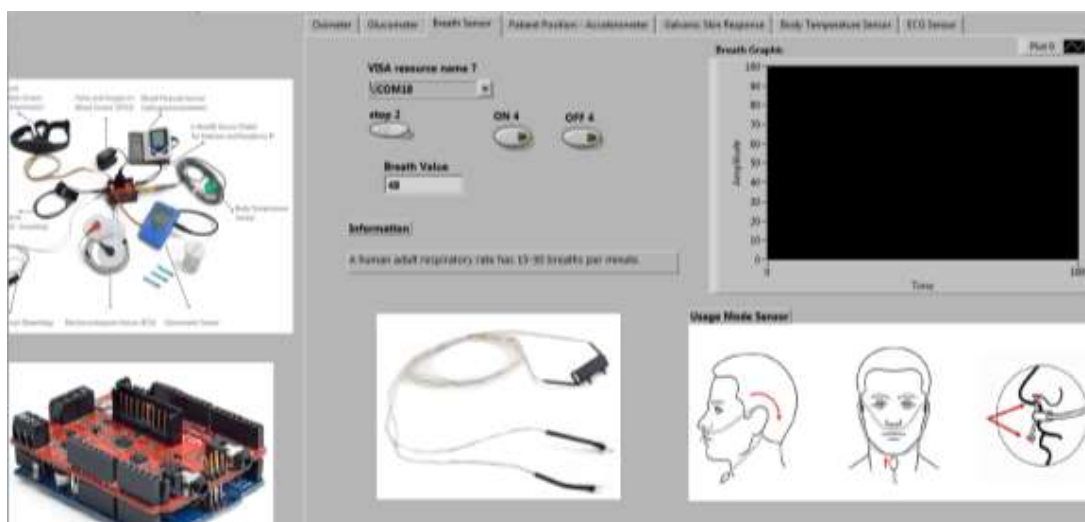 Oximeter
Glucometer
Breath Sensor
Patient Position - Accelerometer
Galvanic Skin Response
Body Temperature Sensor
ECG Sensor
VISA resource name 7
COM18
stop 2
ON 4
OFF 4
Breath Value
48
Information
A human adult respiratory rate has 15-30 breaths per minute
Breath Graphic
Plot 0
Amplitude
100
90
80
70
60
50
40
30
20
10
0
0
100
Time
Usage Mode Sensor
Body Temperature
Sensor